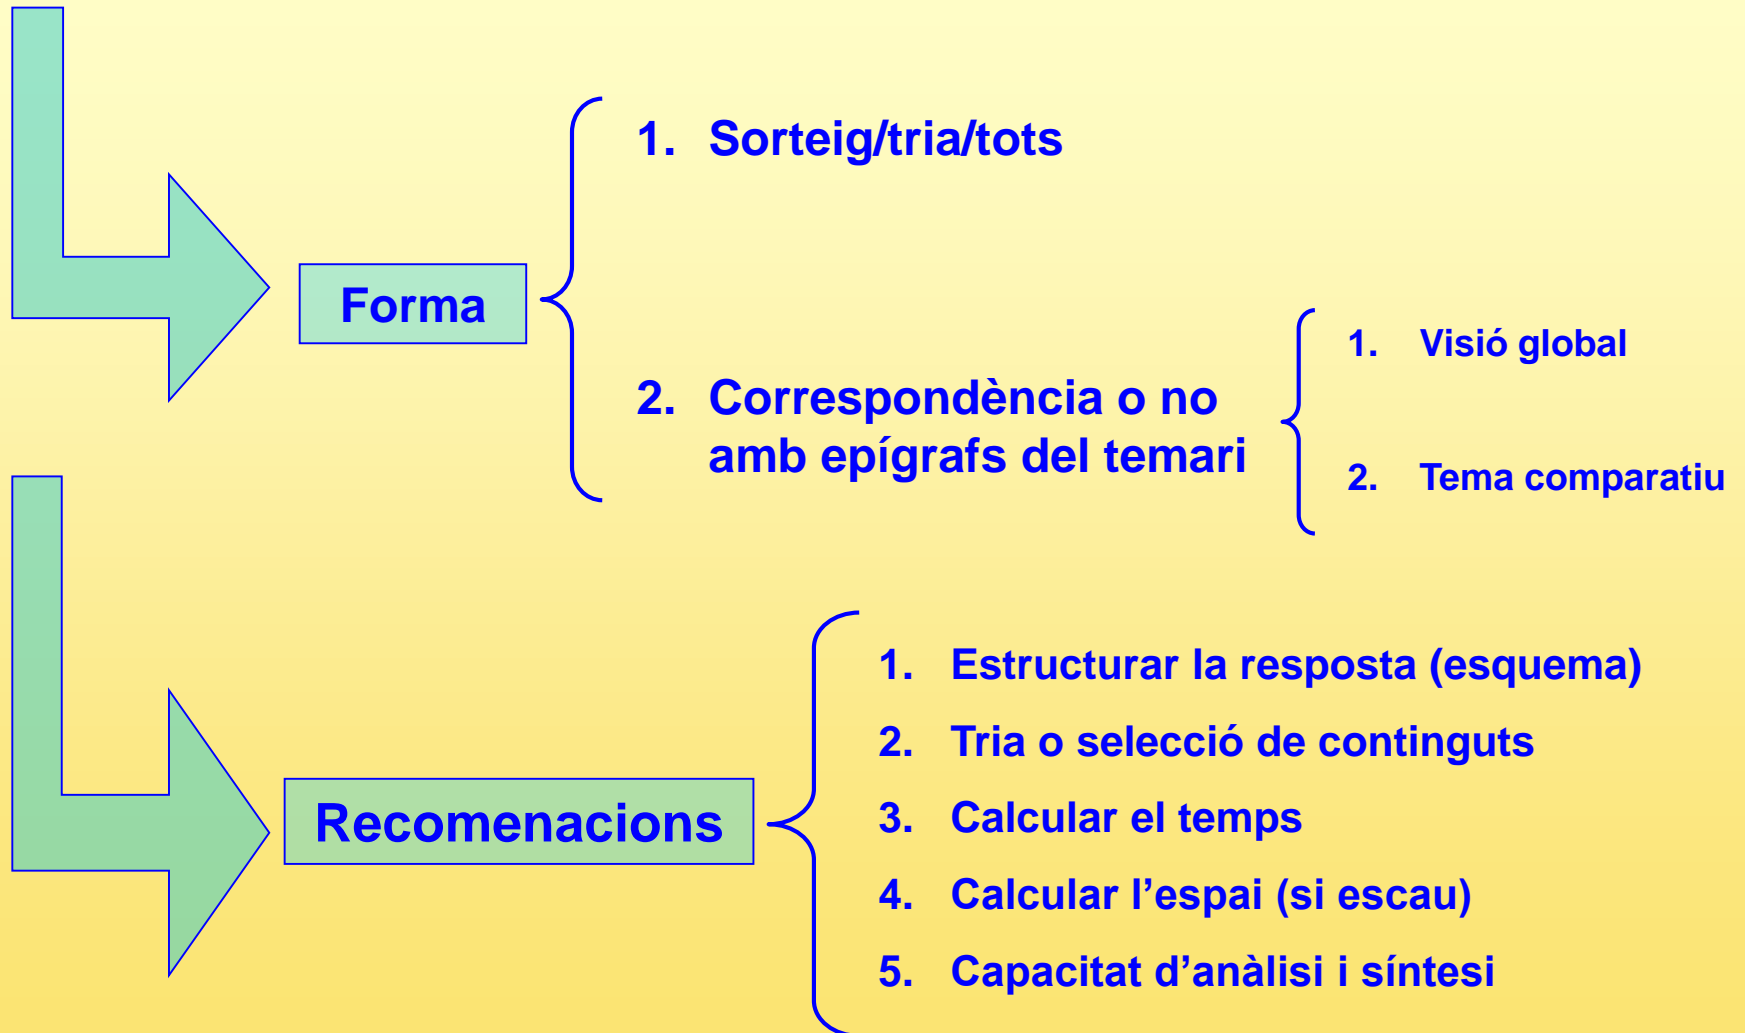 1. Sorteig/tria/tots
Forma
1. Visió global
2. Correspondència o no
amb epígrafs del temari
2. Tema comparatiu
1. Estructurar la resposta (esquema)
2. Tria o selecció de continguts
Recomenacions
3. Calcular el temps
4. Calcular l’espai (si escau)
5. Capacitat d’anàlisi i síntesi